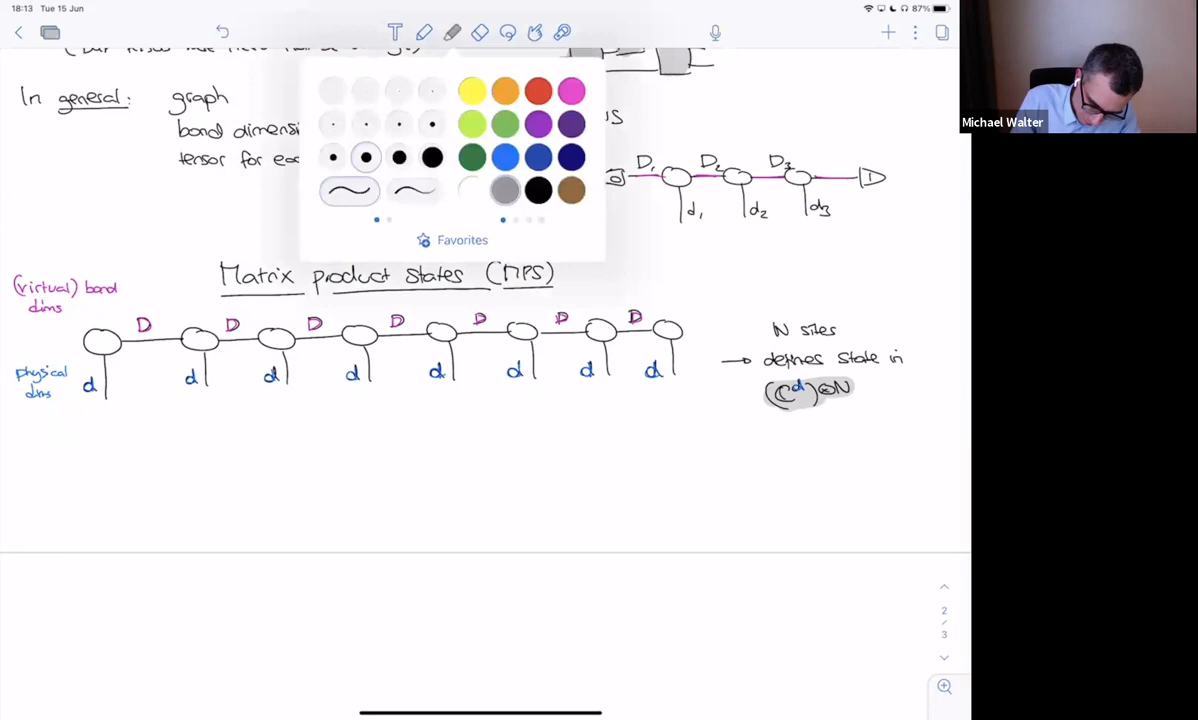 18:13 Tue 15 Jun
87%
In general: graph
bond dimensi
tensor for eac
D₁ D₂ D₃
d₁ d₂ d₃
Favorites
Matrix product states (MPS)
(virtual) bond
dims
D D D D D D D
physical
dims
d d d d d d d d
N sites
→ defines state in
(ℂᵈ)⊗N
2
/
3
Michael Walter